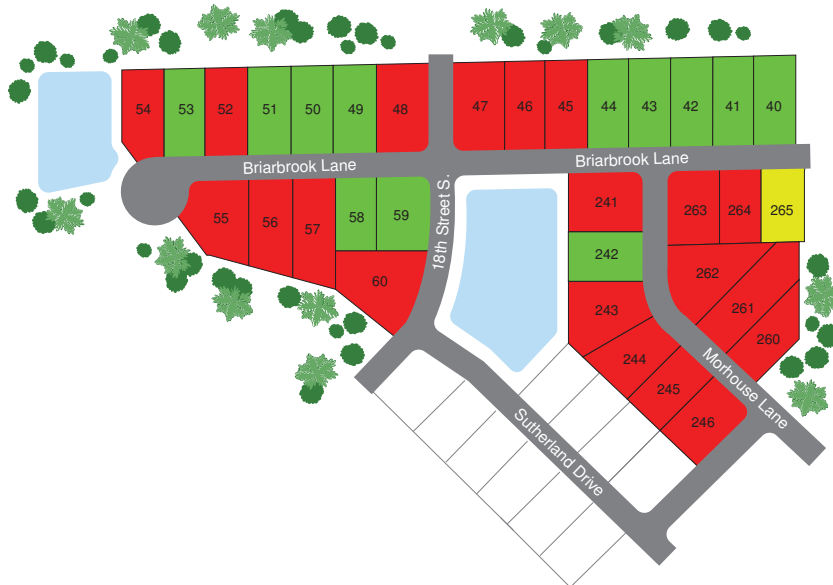 54 53 52 51 50 49 48 47 46 45 44 43 42 41 40
Briarbrook Lane Briarbrook Lane
55 56 57 58 59
18th Street S.
241 263 264 265
242
60
262
243
261
260
244
245
246
Morhouse Lane
Sutherland Drive